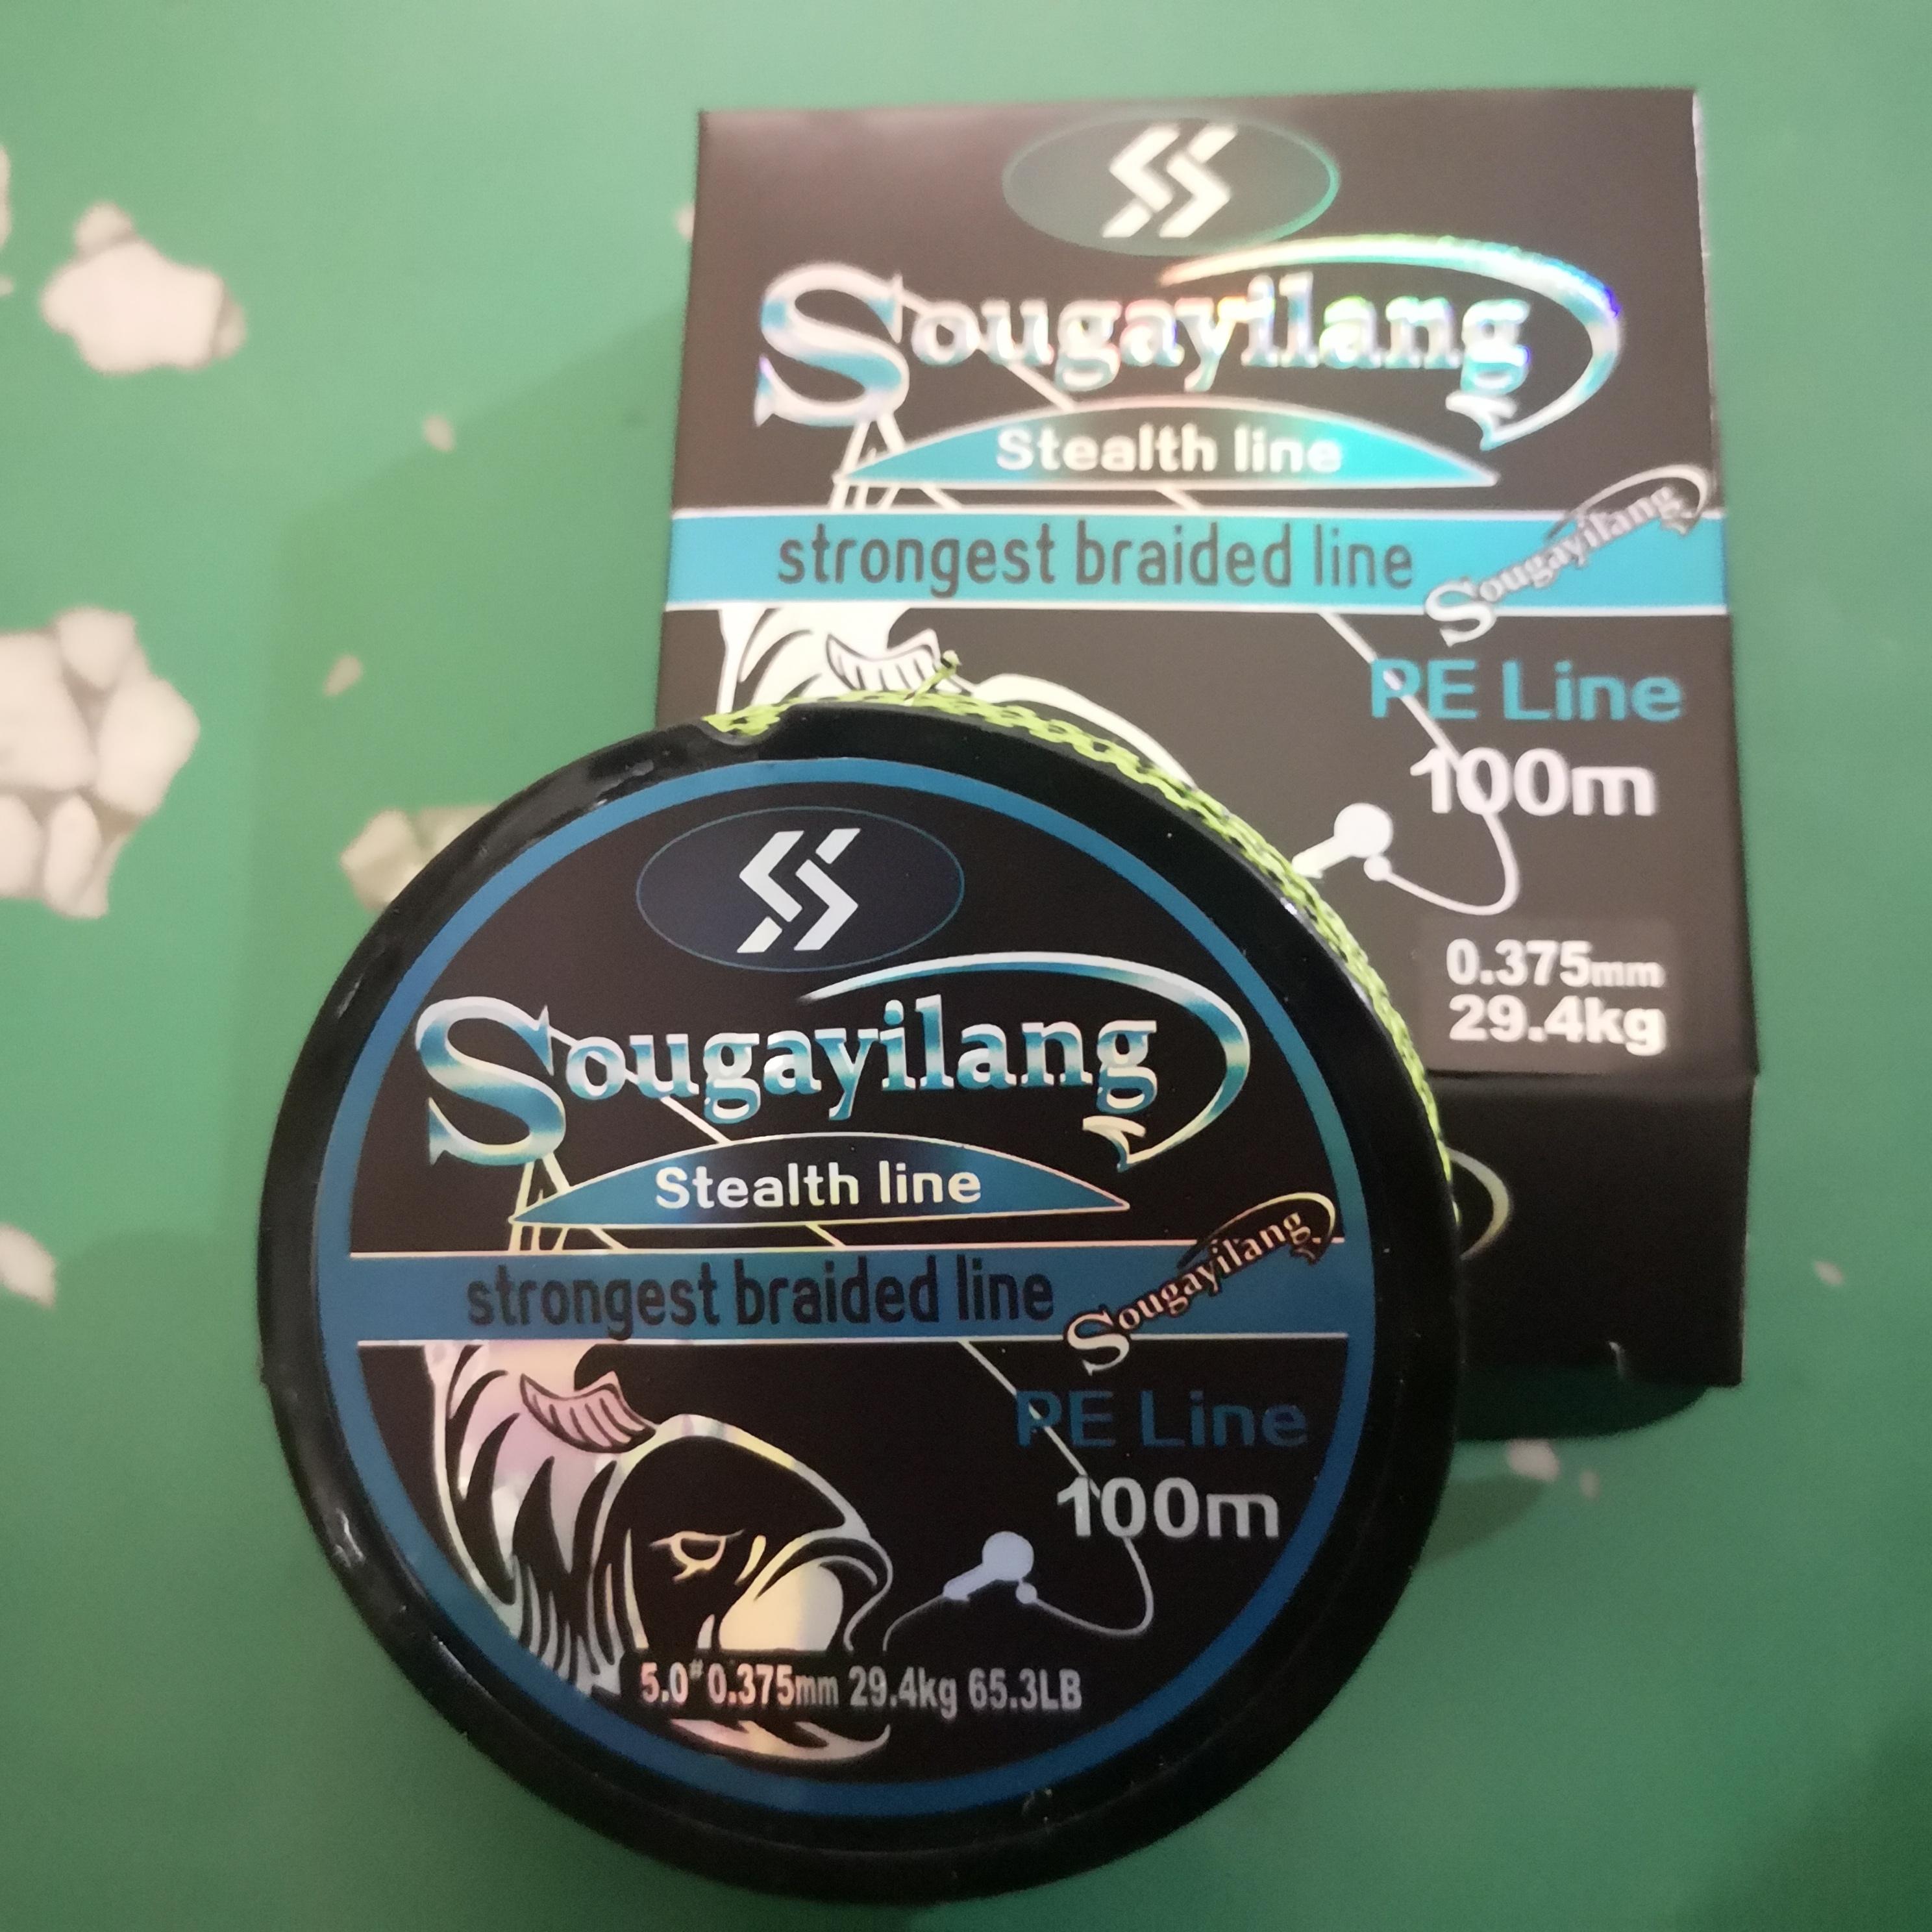 Sougayilang
Stealth line
strongest braided line
Sougayilang
PE Line
100m
0.375mm
29.4kg
Sougayilang
Stealth line
strongest braided line
Sougayilang
PE Line
100m
5.0# 0.375mm 29.4kg 65.3LB